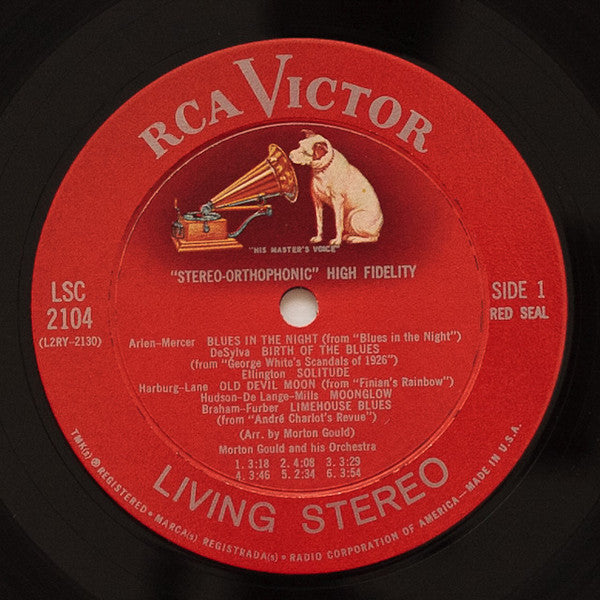 RCA VICTOR
"HIS MASTER'S VOICE"
"STEREO-ORTHOPHONIC" HIGH FIDELITY
LSC
2104
(L2RY-2130)
SIDE 1
RED SEAL
Arlen-Mercer BLUES IN THE NIGHT (from "Blues in the Night")
DeSylva BIRTH OF THE BLUES
(from "George White's Scandals of 1926")
Ellington SOLITUDE
Harburg-Lane OLD DEVIL MOON (from "Finian's Rainbow")
Hudson-De Lange-Mills MOONGLOW
Braham-Furber LIMEHOUSE BLUES
(from "André Charlot's Revue")
(Arr. by Morton Gould)
Morton Gould and his Orchestra
1. 3:18 2. 4:08 3. 3:29
4. 3:46 5. 2:34 6. 3:54
LIVING STEREO
TMK(s) ® REGISTERED • MARCA(s) REGISTRADA(s) • RADIO CORPORATION OF AMERICA—MADE IN U.S.A.